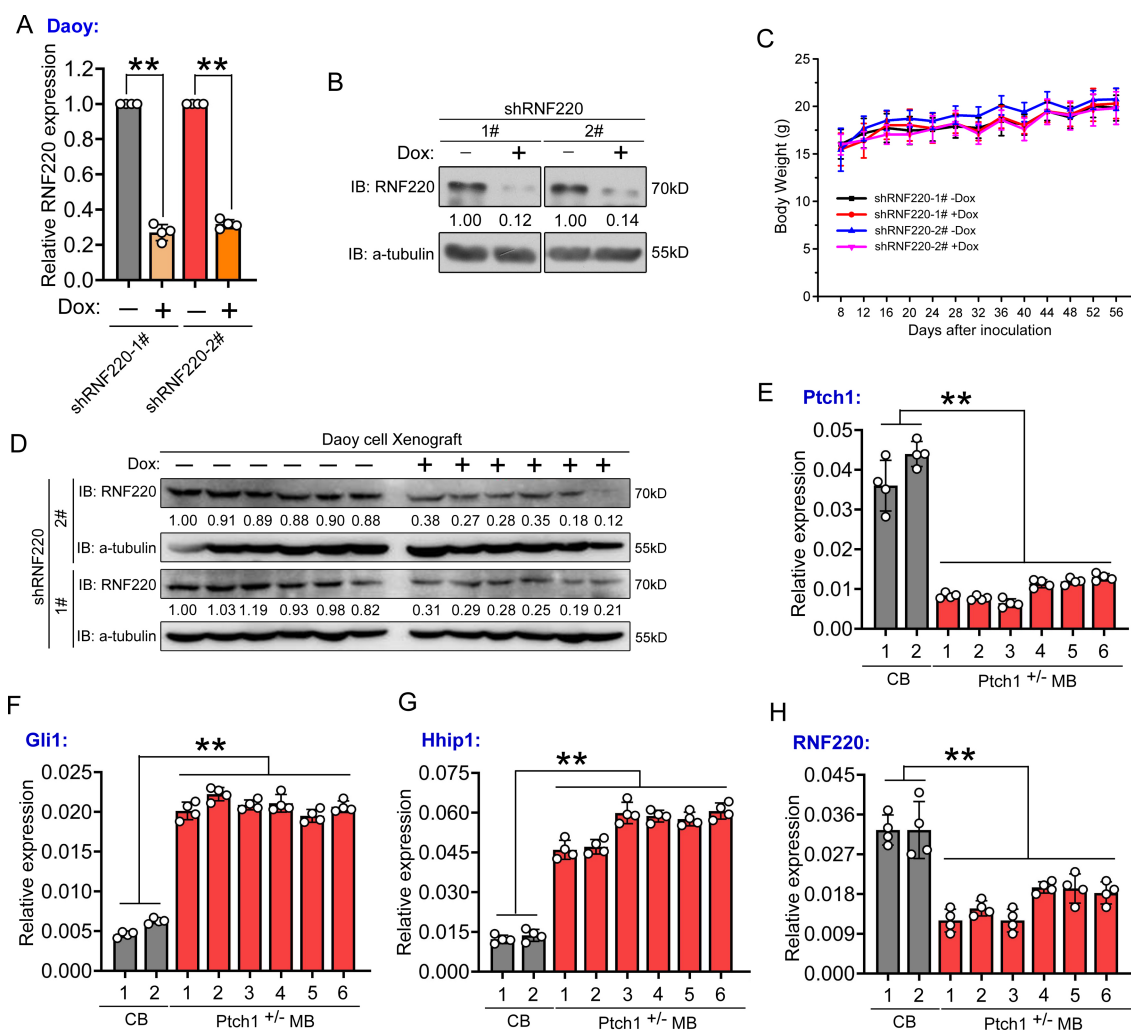 A Daoy:
Relative RNF220 expression
1.2
1.0
0.8
0.6
0.4
0.2
0.0
** **
Dox: – + – +
shRNF220-1# shRNF220-2#
B
shRNF220
1# 2#
Dox: – + – +
IB: RNF220 70kD
1.00 0.12 1.00 0.14
IB: a-tubulin 55kD
C
Body Weight (g)
25
20
15
10
5
0
shRNF220-1# -Dox
shRNF220-1# +Dox
shRNF220-2# -Dox
shRNF220-2# +Dox
8 12 16 20 24 28 32 36 40 44 48 52 56
Days after inoculation
D
Daoy cell Xenograft
Dox: – – – – – – + + + + + +
shRNF220
2#
IB: RNF220 70kD
1.00 0.91 0.89 0.88 0.90 0.88 0.38 0.27 0.28 0.35 0.18 0.12
IB: a-tubulin 55kD
1#
IB: RNF220 70kD
1.00 1.03 1.19 0.93 0.98 0.82 0.31 0.29 0.28 0.25 0.19 0.21
IB: a-tubulin 55kD
E Ptch1:
**
Relative expression
0.05
0.04
0.03
0.02
0.01
0.00
1 2 1 2 3 4 5 6
CB Ptch1 +/- MB
F
Gli1:
**
Relative expression
0.025
0.020
0.015
0.010
0.005
0.000
1 2 1 2 3 4 5 6
CB Ptch1 +/- MB
G
Hhip1:
**
Relative expression
0.075
0.060
0.045
0.030
0.015
0.000
1 2 1 2 3 4 5 6
CB Ptch1 +/- MB
H
RNF220:
**
Relative expression
0.045
0.036
0.027
0.018
0.009
0.000
1 2 1 2 3 4 5 6
CB Ptch1 +/- MB